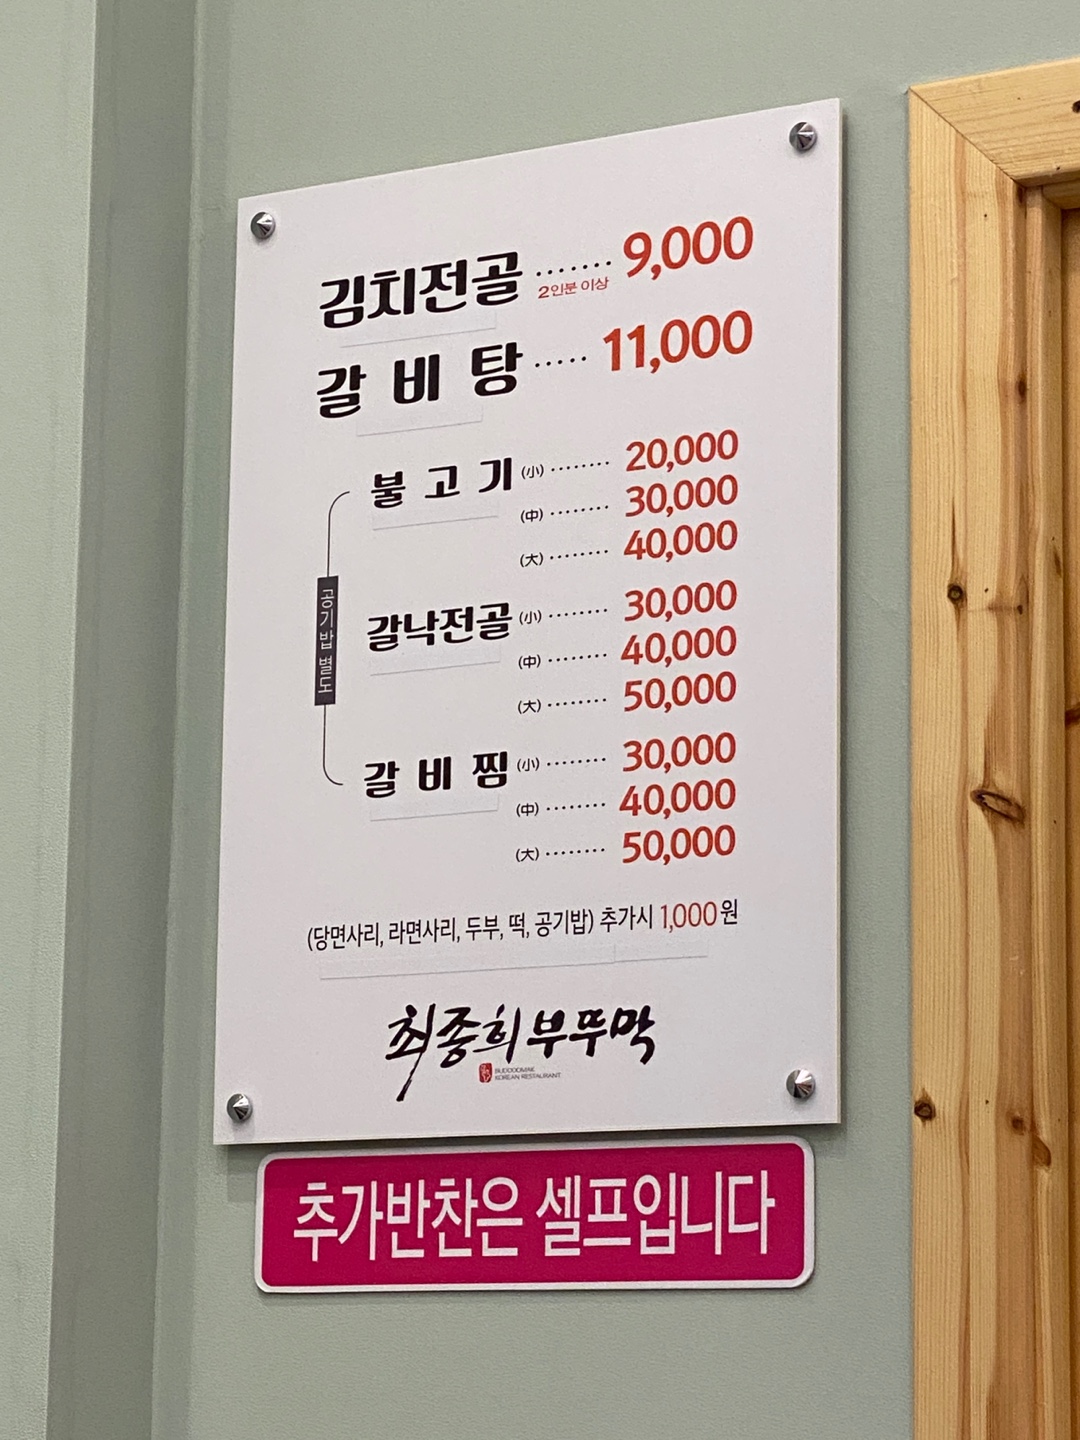 김치전골 ....... 9,000
2인분 이상
갈비탕 ..... 11,000
불고기 (小) ........ 20,000
(中) ........ 30,000
(大) ........ 40,000
공기밥 별도
갈낙전골 (小) ........ 30,000
(中) ........ 40,000
(大) ........ 50,000
갈비찜 (小) ........ 30,000
(中) ........ 40,000
(大) ........ 50,000
(당면사리, 라면사리, 두부, 떡, 공기밥) 추가시 1,000원
최종희부뚜막
KOREAN RESTAURANT
추가반찬은 셀프입니다